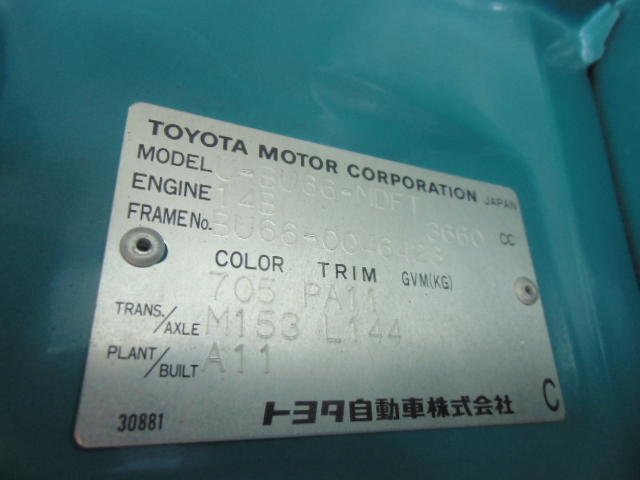 TOYOTA MOTOR CORPORATION JAPAN
MODEL U-BU66-MDFT
ENGINE 14B 3660 CC
FRAME No. BU66-0046423
COLOR TRIM GVM(KG)
705 PA11
TRANS./AXLE M153 L144
PLANT/BUILT A11
30881 トヨタ自動車株式会社 C